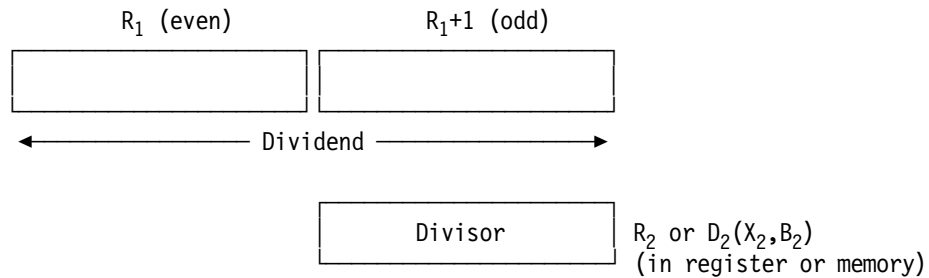 R₁ (even) R₁+1 (odd)
Dividend
Divisor R₂ or D₂(X₂,B₂)
(in register or memory)